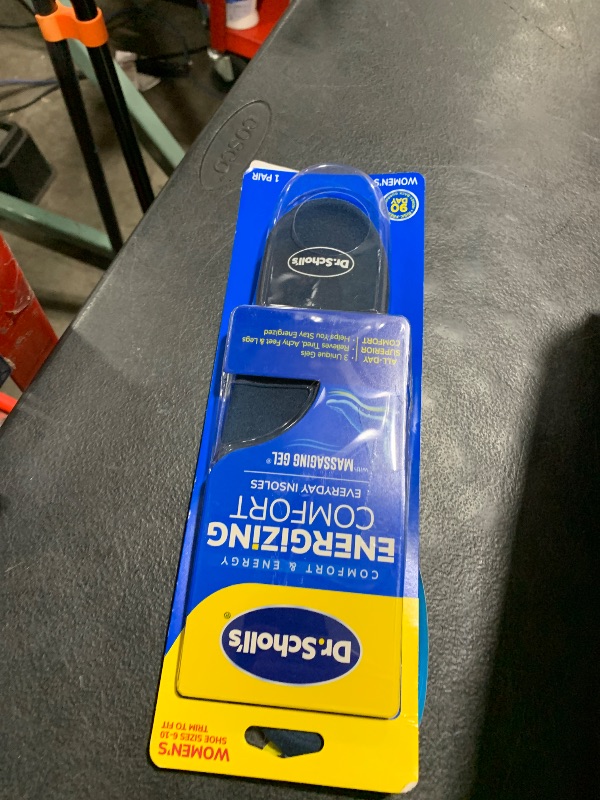 WOMEN'S
SHOE SIZES 6-10
TRIM TO FIT
Dr.Scholl's®
COMFORT & ENERGY
ENERGIZING
COMFORT
EVERYDAY INSOLES
with MASSAGING GEL®
ALL-DAY
SUPERIOR
COMFORT
• 3 Unique Gels
• Relieves Tired, Achy Feet & Legs
• Helps You Stay Energized
Dr.Scholl's
90
DAY
WOMEN'S
1 PAIR
COSCO